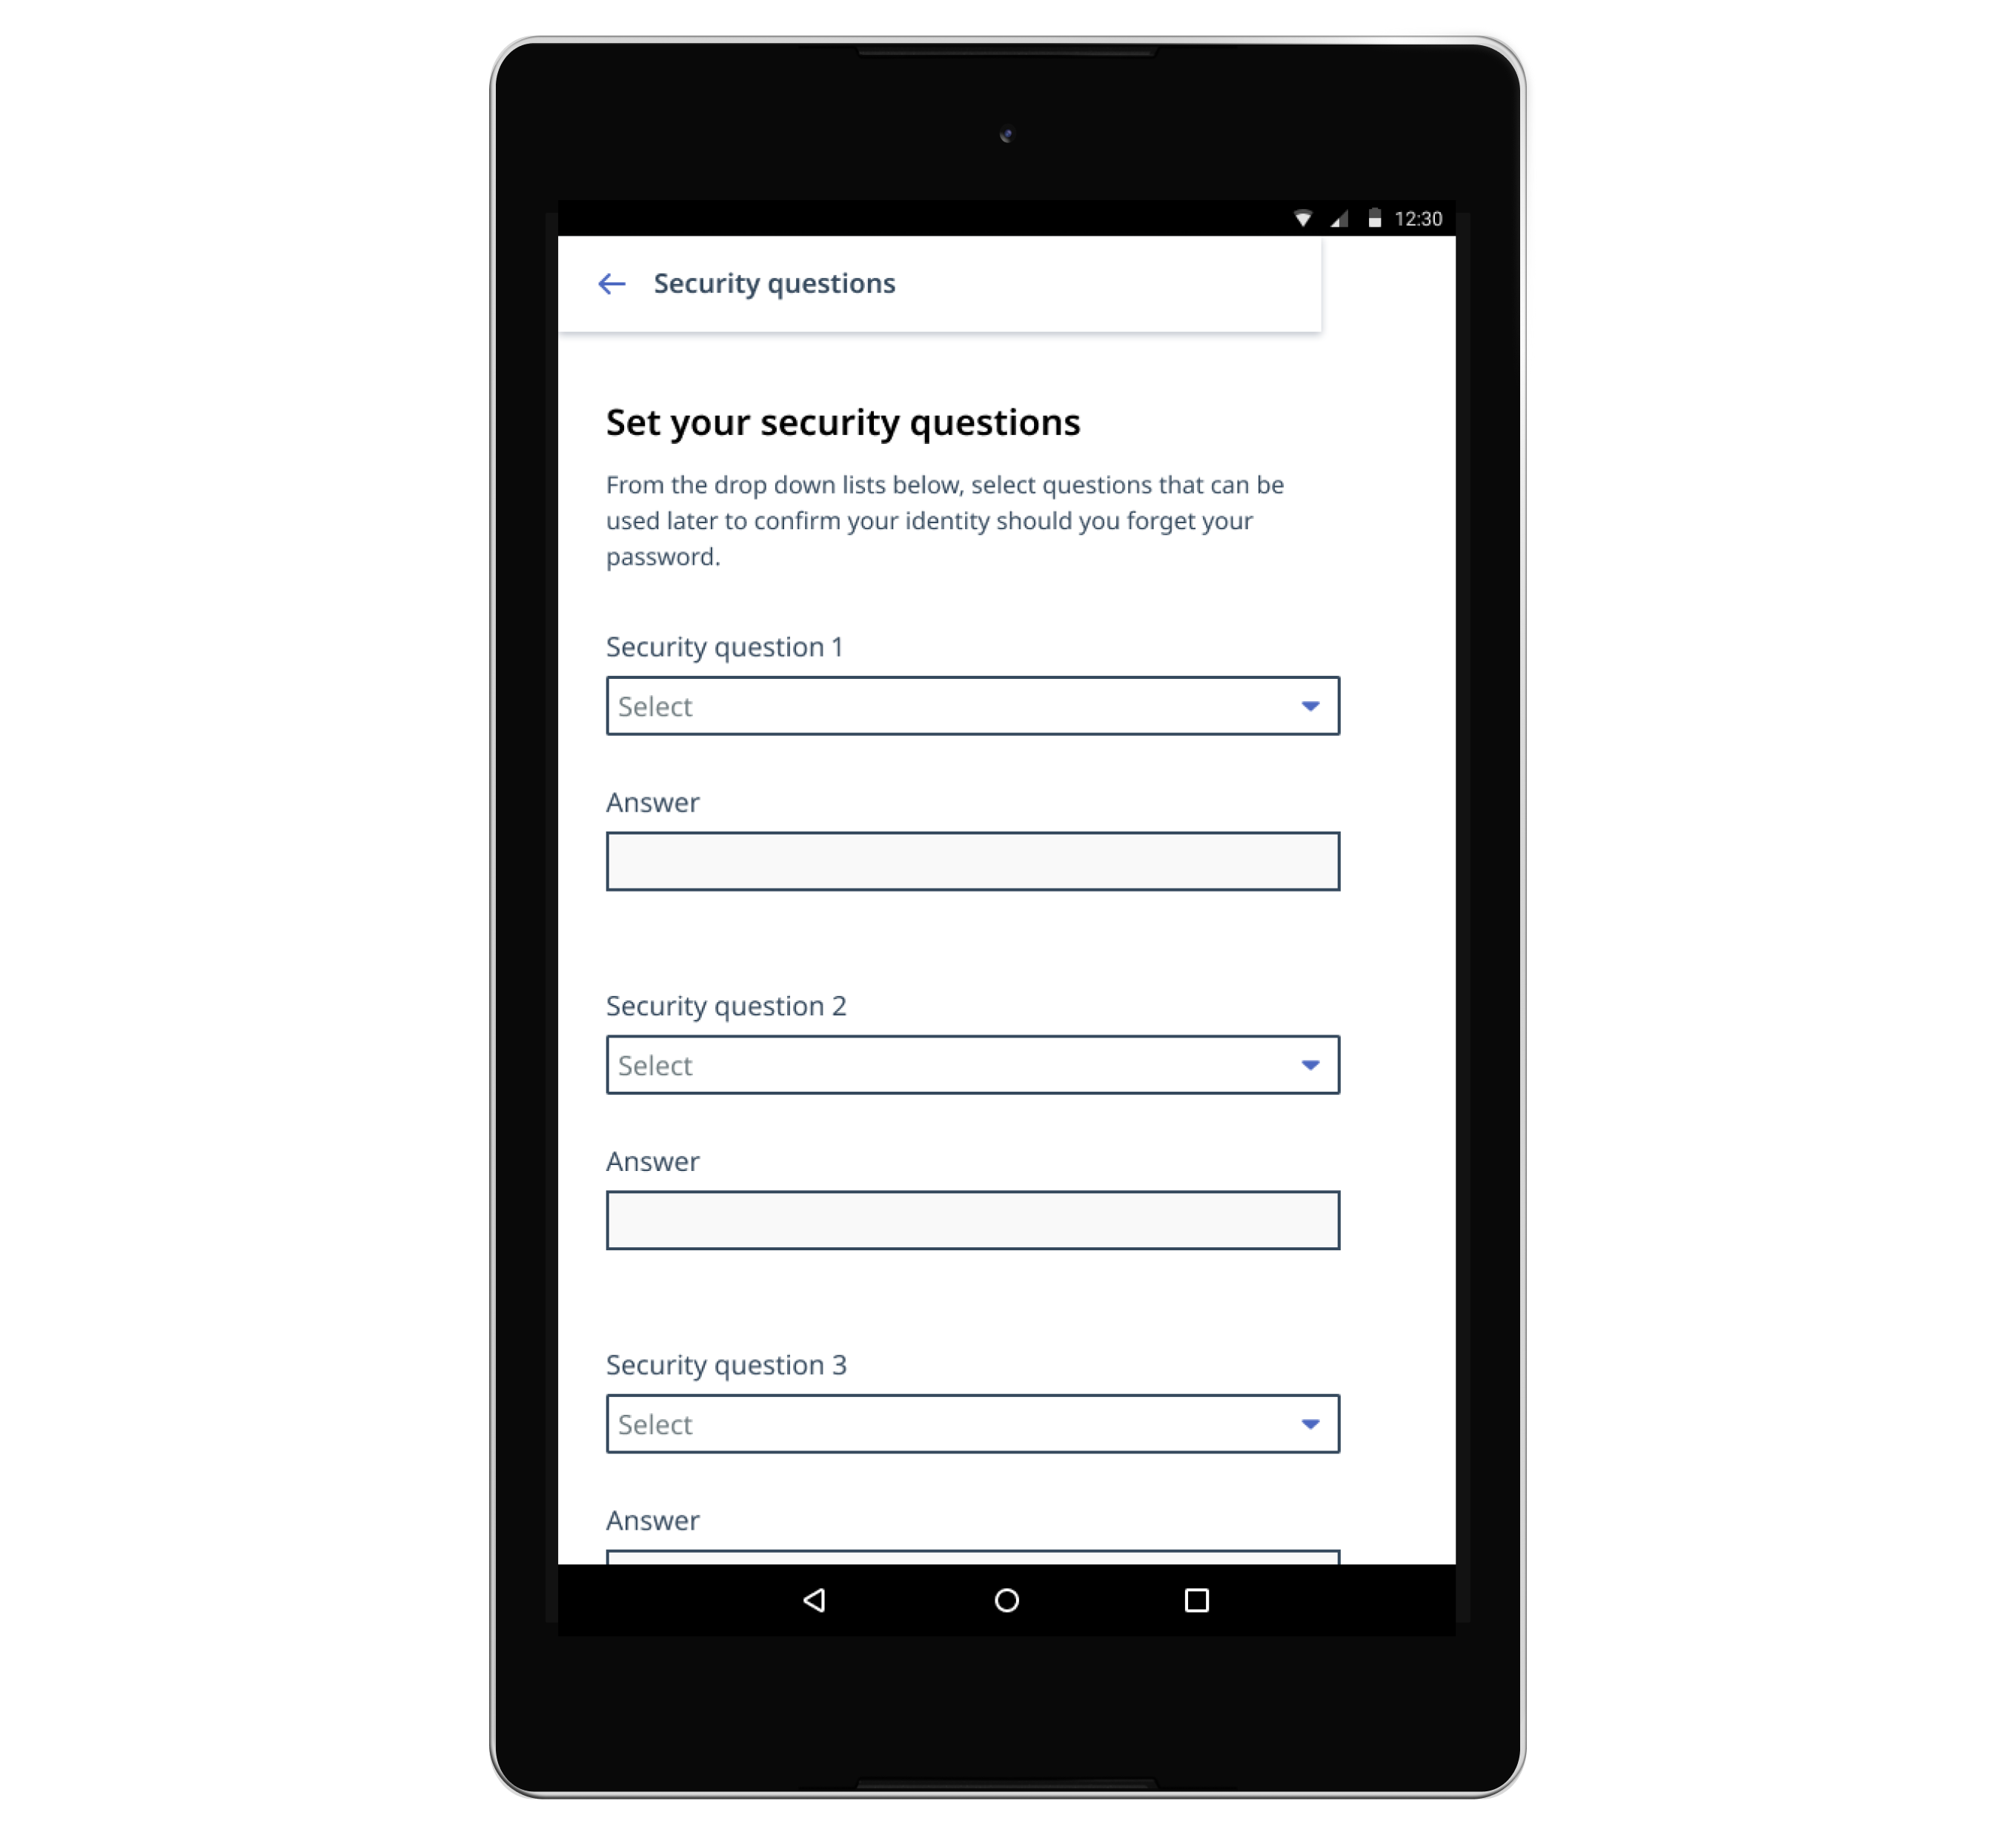 12:30
Security questions
Set your security questions
From the drop down lists below, select questions that can be
used later to confirm your identity should you forget your
password.
Security question 1
Select
Answer
Security question 2
Select
Answer
Security question 3
Select
Answer